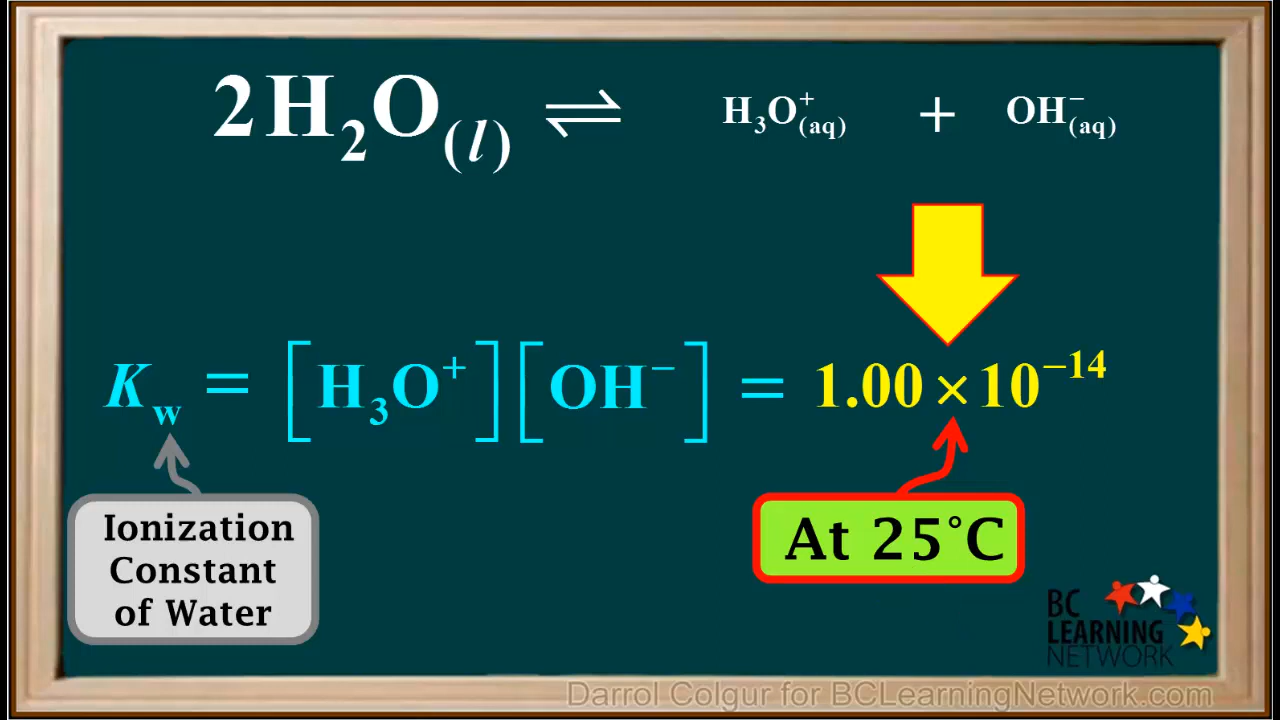 2H₂O(l) ⇌ H₃O⁺(aq) + OH⁻(aq)
Kw = [H₃O⁺][OH⁻] = 1.00 × 10⁻¹⁴
Ionization
Constant
of Water
At 25°C
BC
LEARNING
NETWORK
Darrol Colgur for BCLearningNetwork.com